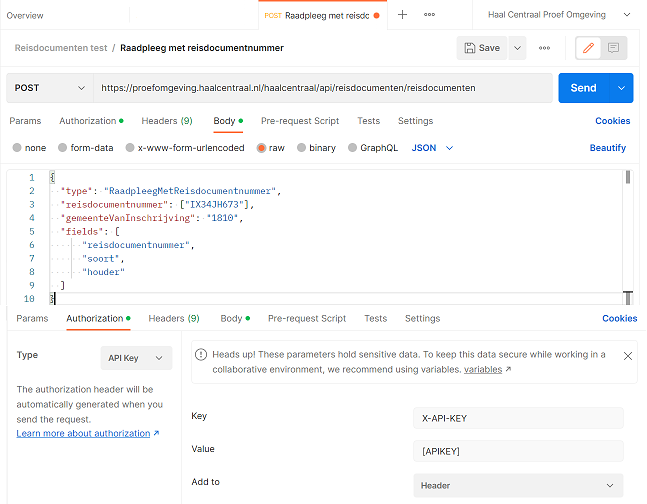 Overview
POST Raadpleeg met reisdc
Haal Centraal Proef Omgeving
Reisdocumenten test / Raadpleeg met reisdocumentnummer
Save
POST
https://proefomgeving.haalcentraal.nl/haalcentraal/api/reisdocumenten/reisdocumenten
Send
Params Authorization Headers (9) Body Pre-request Script Tests Settings Cookies
none form-data x-www-form-urlencoded raw binary GraphQL JSON Beautify
1 {
2 "type": "RaadpleegMetReisdocumentnummer",
3 "reisdocumentnummer": ["IX34JH673"],
4 "gemeenteVanInschrijving": "1810",
5 "fields": [
6 "reisdocumentnummer",
7 "soort",
8 "houder"
9 ]
10 }
Params Authorization Headers (9) Body Pre-request Script Tests Settings Cookies
Type API Key
The authorization header will be
automatically generated when you
send the request.
Learn more about authorization ↗
Heads up! These parameters hold sensitive data. To keep this data secure while working in a
collaborative environment, we recommend using variables. variables ↗
Key X-API-KEY
Value [APIKEY]
Add to Header